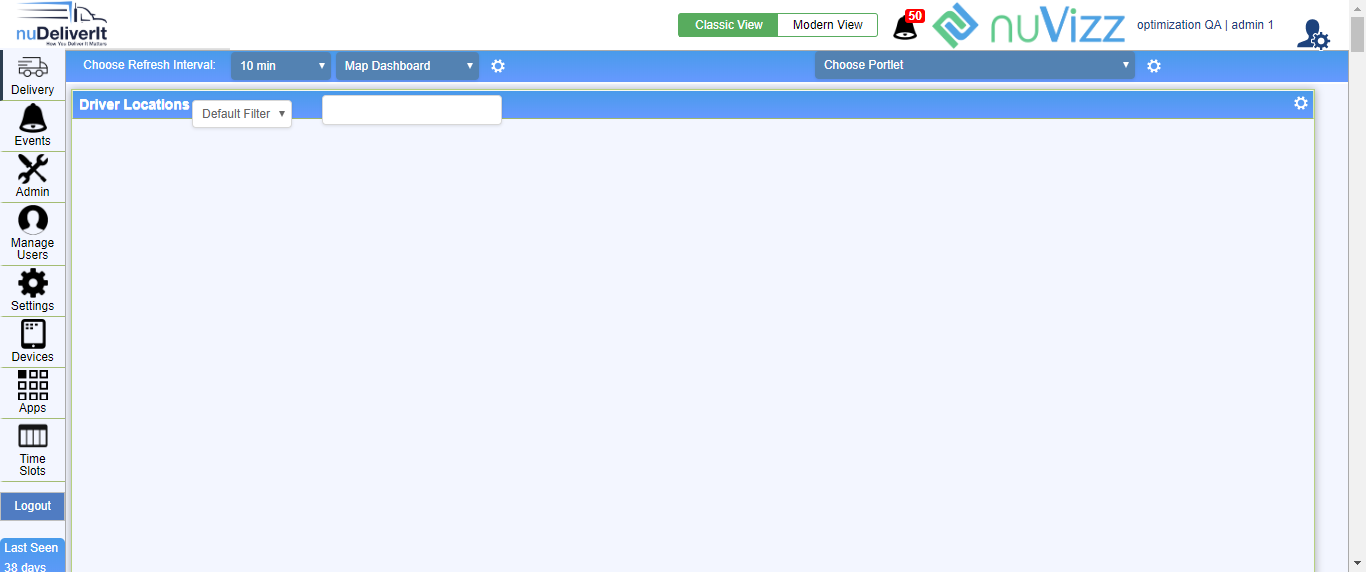 nuDeliverIt
How You Deliver It Matters
Classic View
Modern View
50
nuVizz
optimization QA | admin 1
Choose Refresh Interval:
10 min
Map Dashboard
Choose Portlet
Driver Locations
Default Filter
Delivery
Events
Admin
Manage
Users
Settings
Devices
Apps
Time
Slots
Logout
Last Seen
38 days